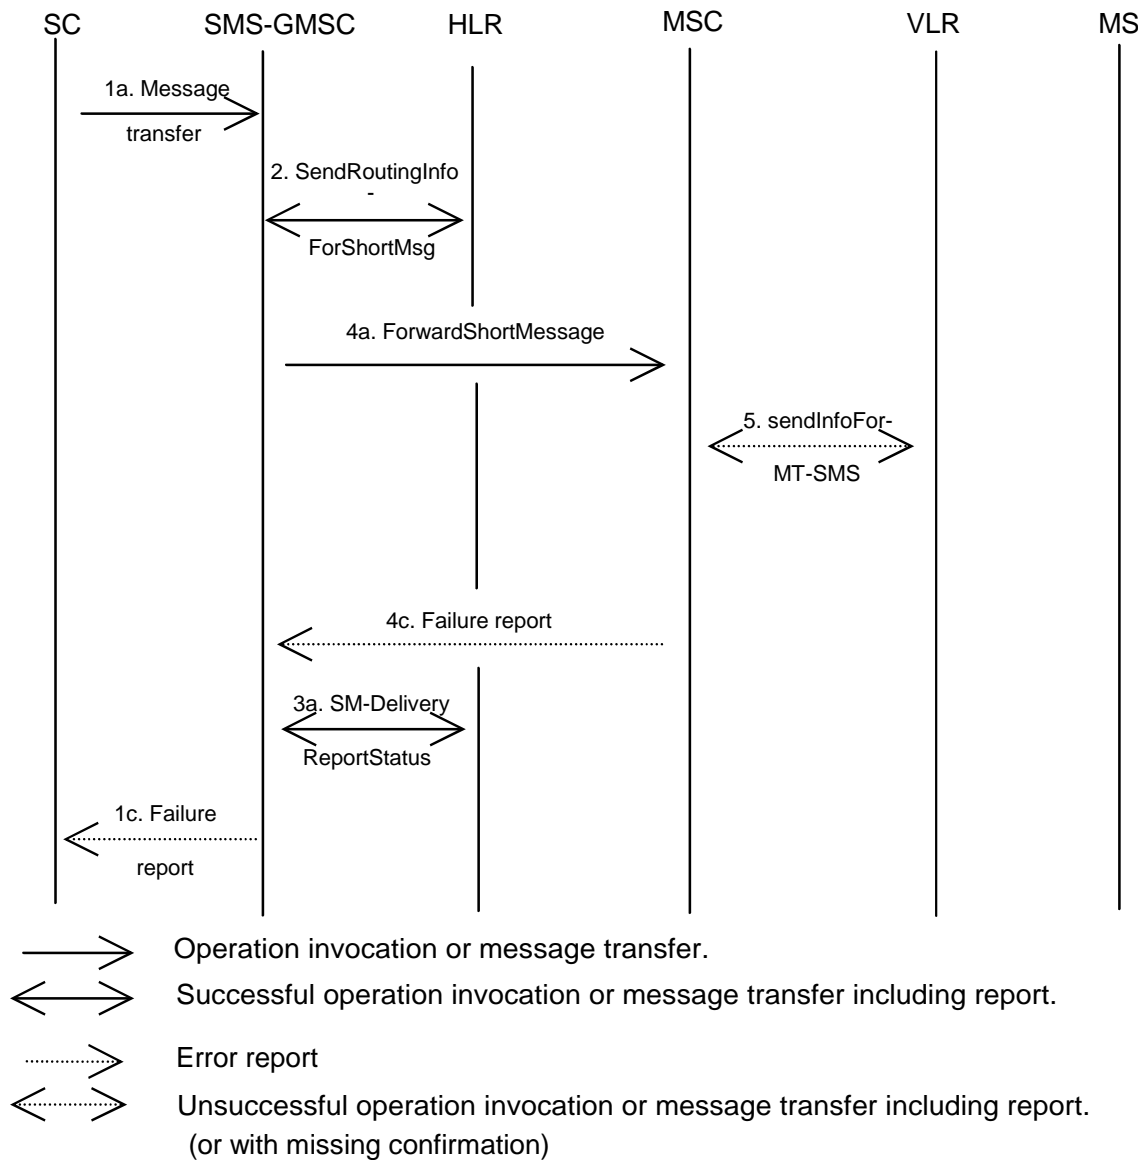 SC SMS-GMSC HLR MSC VLR MS
1a. Message
transfer
2. SendRoutingInfo
-
ForShortMsg
4a. ForwardShortMessage
5. sendInfoFor-
MT-SMS
4c. Failure report
3a. SM-Delivery
ReportStatus
1c. Failure
report
Operation invocation or message transfer.
Successful operation invocation or message transfer including report.
Error report
Unsuccessful operation invocation or message transfer including report.
(or with missing confirmation)